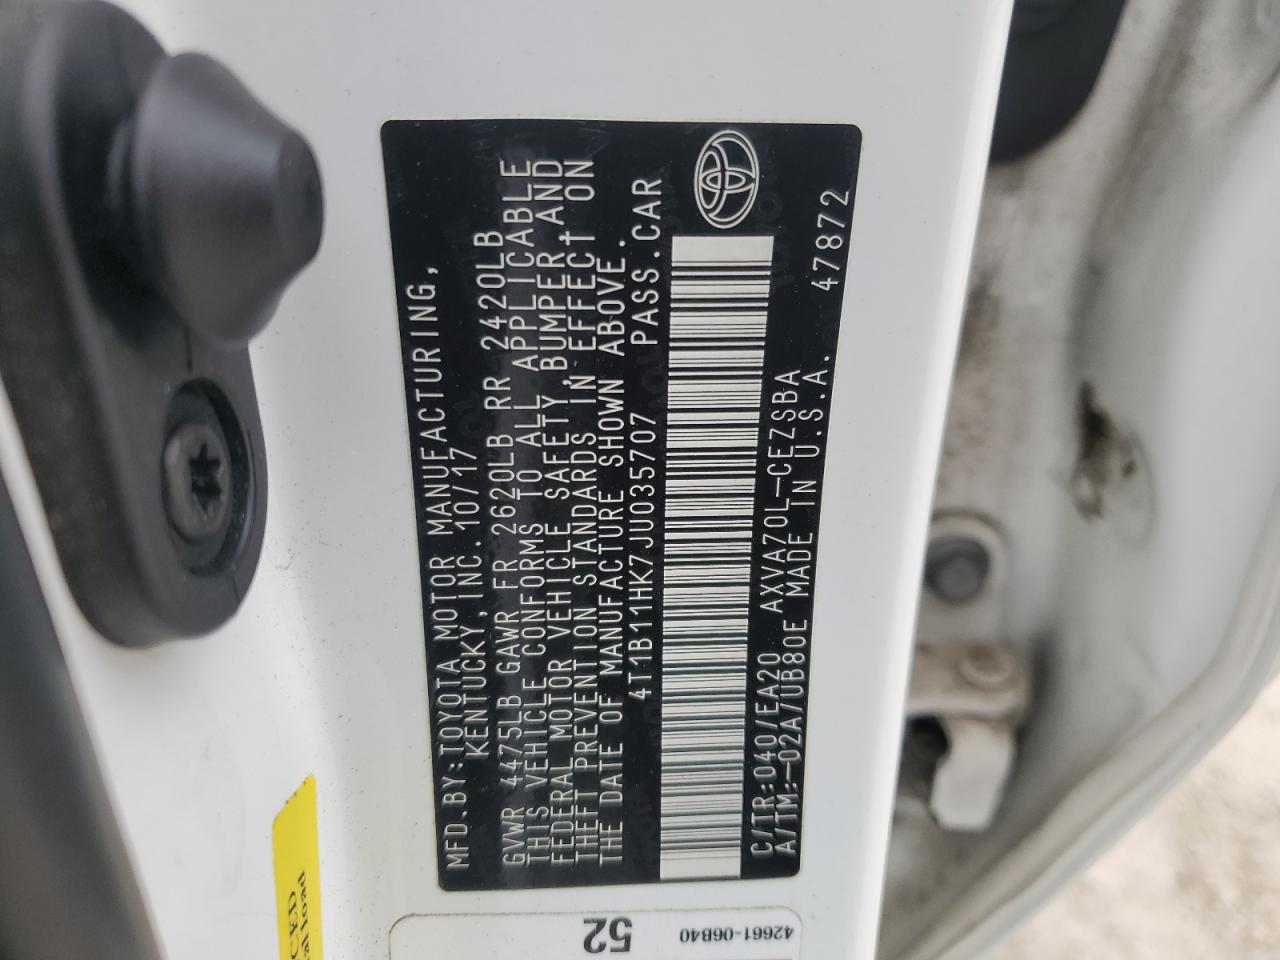 MFD.BY:TOYOTA MOTOR MANUFACTURING,
KENTUCKY,INC.10/17
GVWR 4475LB GAWR FR 2620LB RR 2420LB
THIS VEHICLE CONFORMS TO ALL APPLICABLE
FEDERAL MOTOR VEHICLE SAFETY,BUMPER,AND
THEFT PREVENTION STANDARDS IN EFFECT ON
THE DATE OF MANUFACTURE SHOWN ABOVE.
4T1B11HK7JU035707 PASS.CAR
C/TR:040/EA20 AXVA70L-CEZSBA
A/TM:-02A/UB80E MADE IN U.S.A. 47872
52
42661-06B40
load